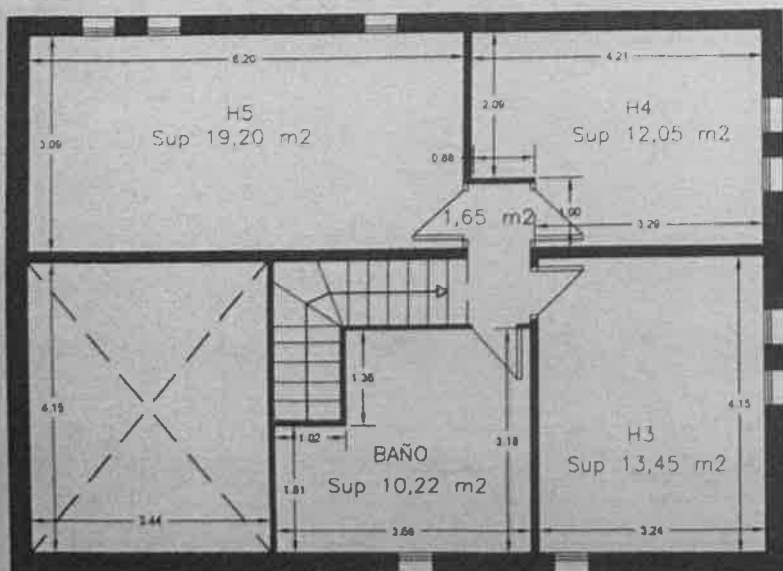 6.20
4.21
H5
Sup 19,20 m2
3.09
2.09
H4
Sup 12,05 m2
0.88
1,65 m2
1.00
3.29
4.15
1.36
3.18
4.15
1.02
BAÑO
Sup 10,22 m2
H3
Sup 13,45 m2
1.81
3.44
3.66
3.24